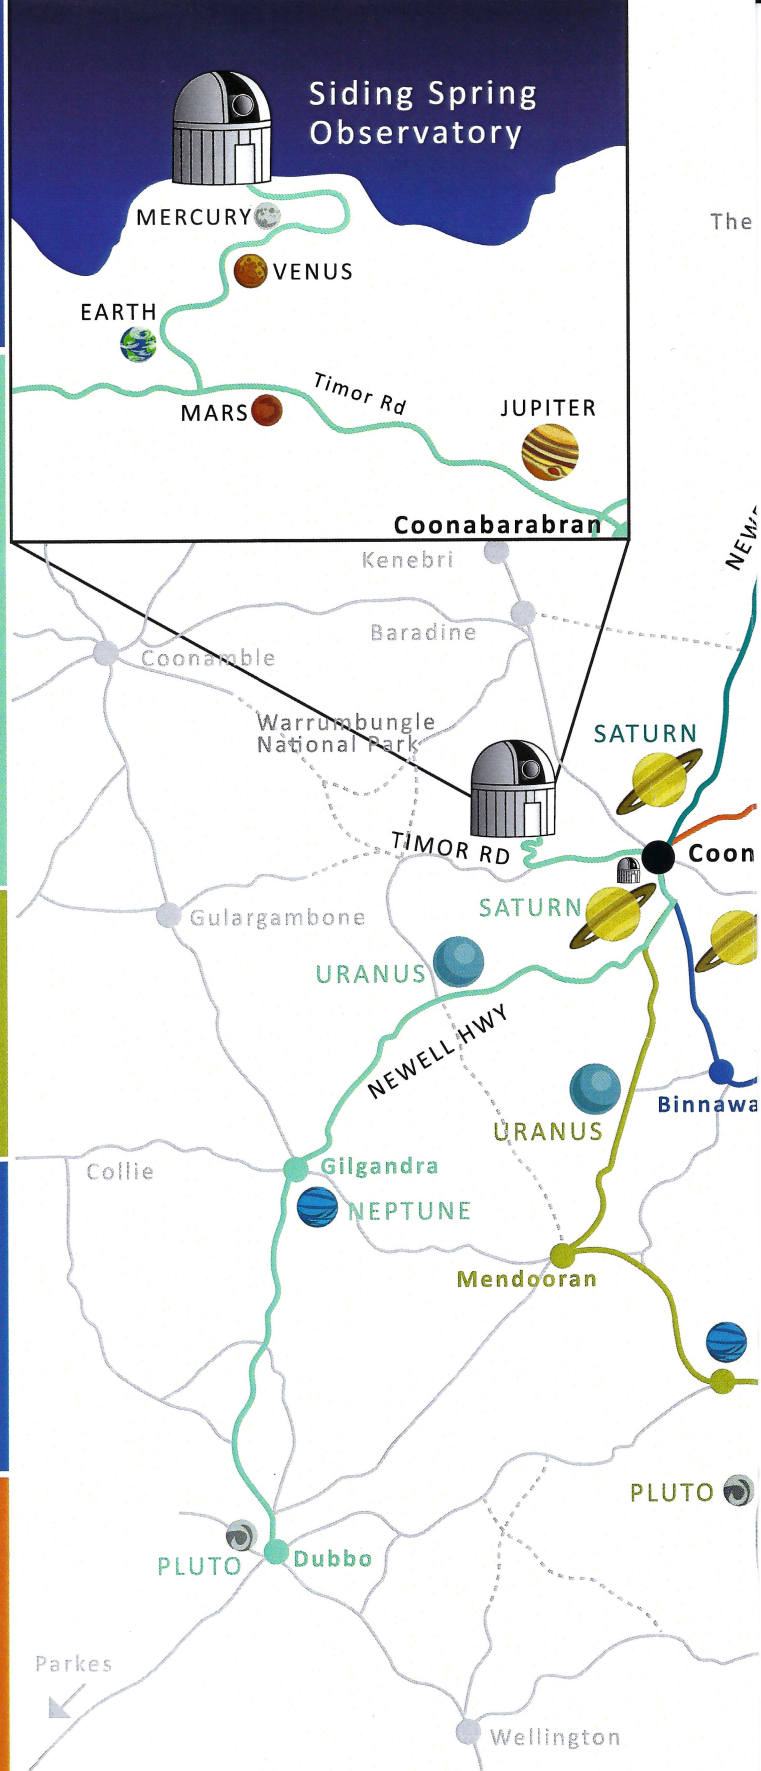 Siding Spring
Observatory
MERCURY
VENUS
EARTH
MARS
Timor Rd
JUPITER
Coonabarabran
The
NEW
Kenebri
Baradine
Coonamble
Warrumbungle
National Park
SATURN
TIMOR RD
Coon
SATURN
Gulargambone
URANUS
NEWELL HWY
Binnawa
URANUS
Gilgandra
Collie
NEPTUNE
Mendooran
PLUTO
Dubbo
PLUTO
Parkes
Wellington